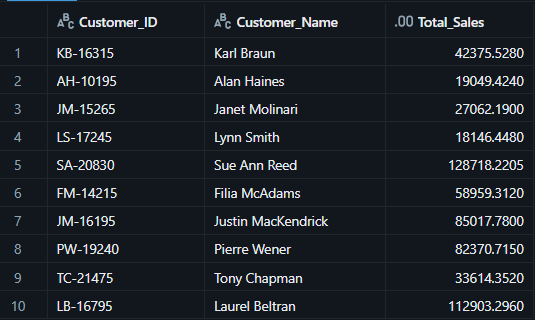 ABC Customer_ID ABC Customer_Name .00 Total_Sales
1 KB-16315 Karl Braun 42375.5280
2 AH-10195 Alan Haines 19049.4240
3 JM-15265 Janet Molinari 27062.1900
4 LS-17245 Lynn Smith 18146.4480
5 SA-20830 Sue Ann Reed 128718.2205
6 FM-14215 Filia McAdams 58959.3120
7 JM-16195 Justin MacKendrick 85017.7800
8 PW-19240 Pierre Wener 82370.7150
9 TC-21475 Tony Chapman 33614.3520
10 LB-16795 Laurel Beltran 112903.2960